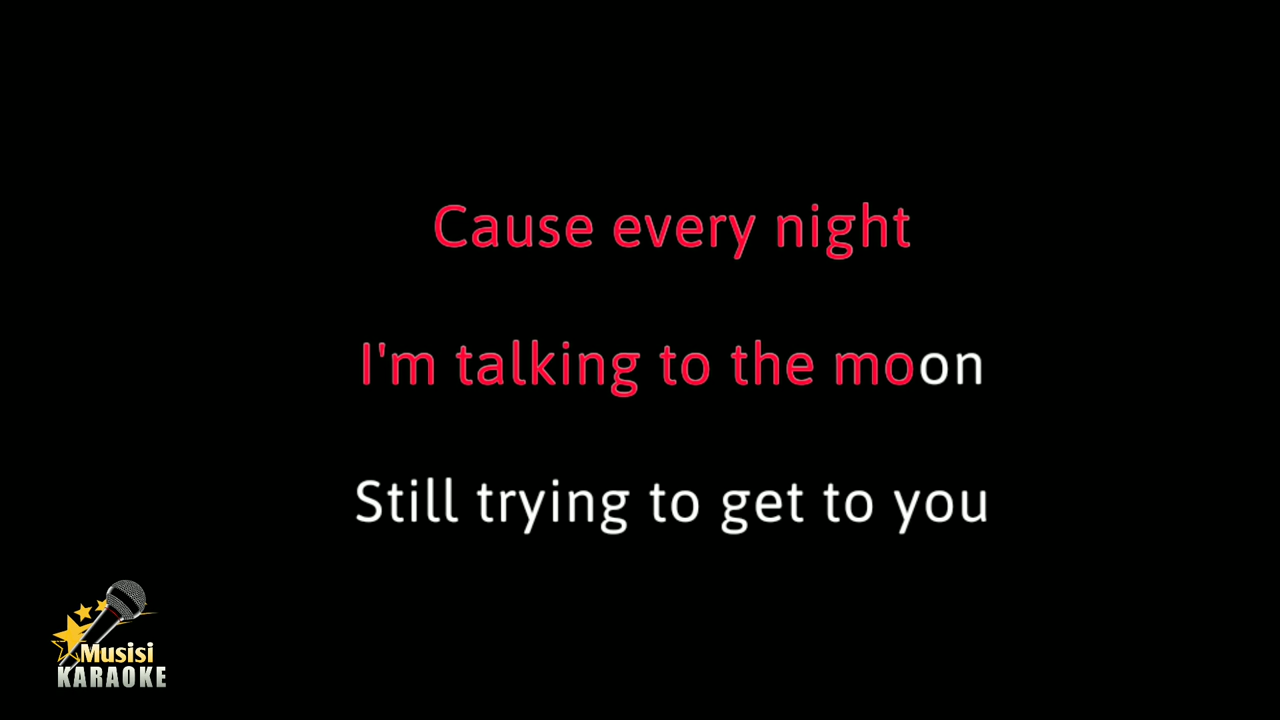 Cause every night
I'm talking to the moon
Still trying to get to you
Musisi
KARAOKE